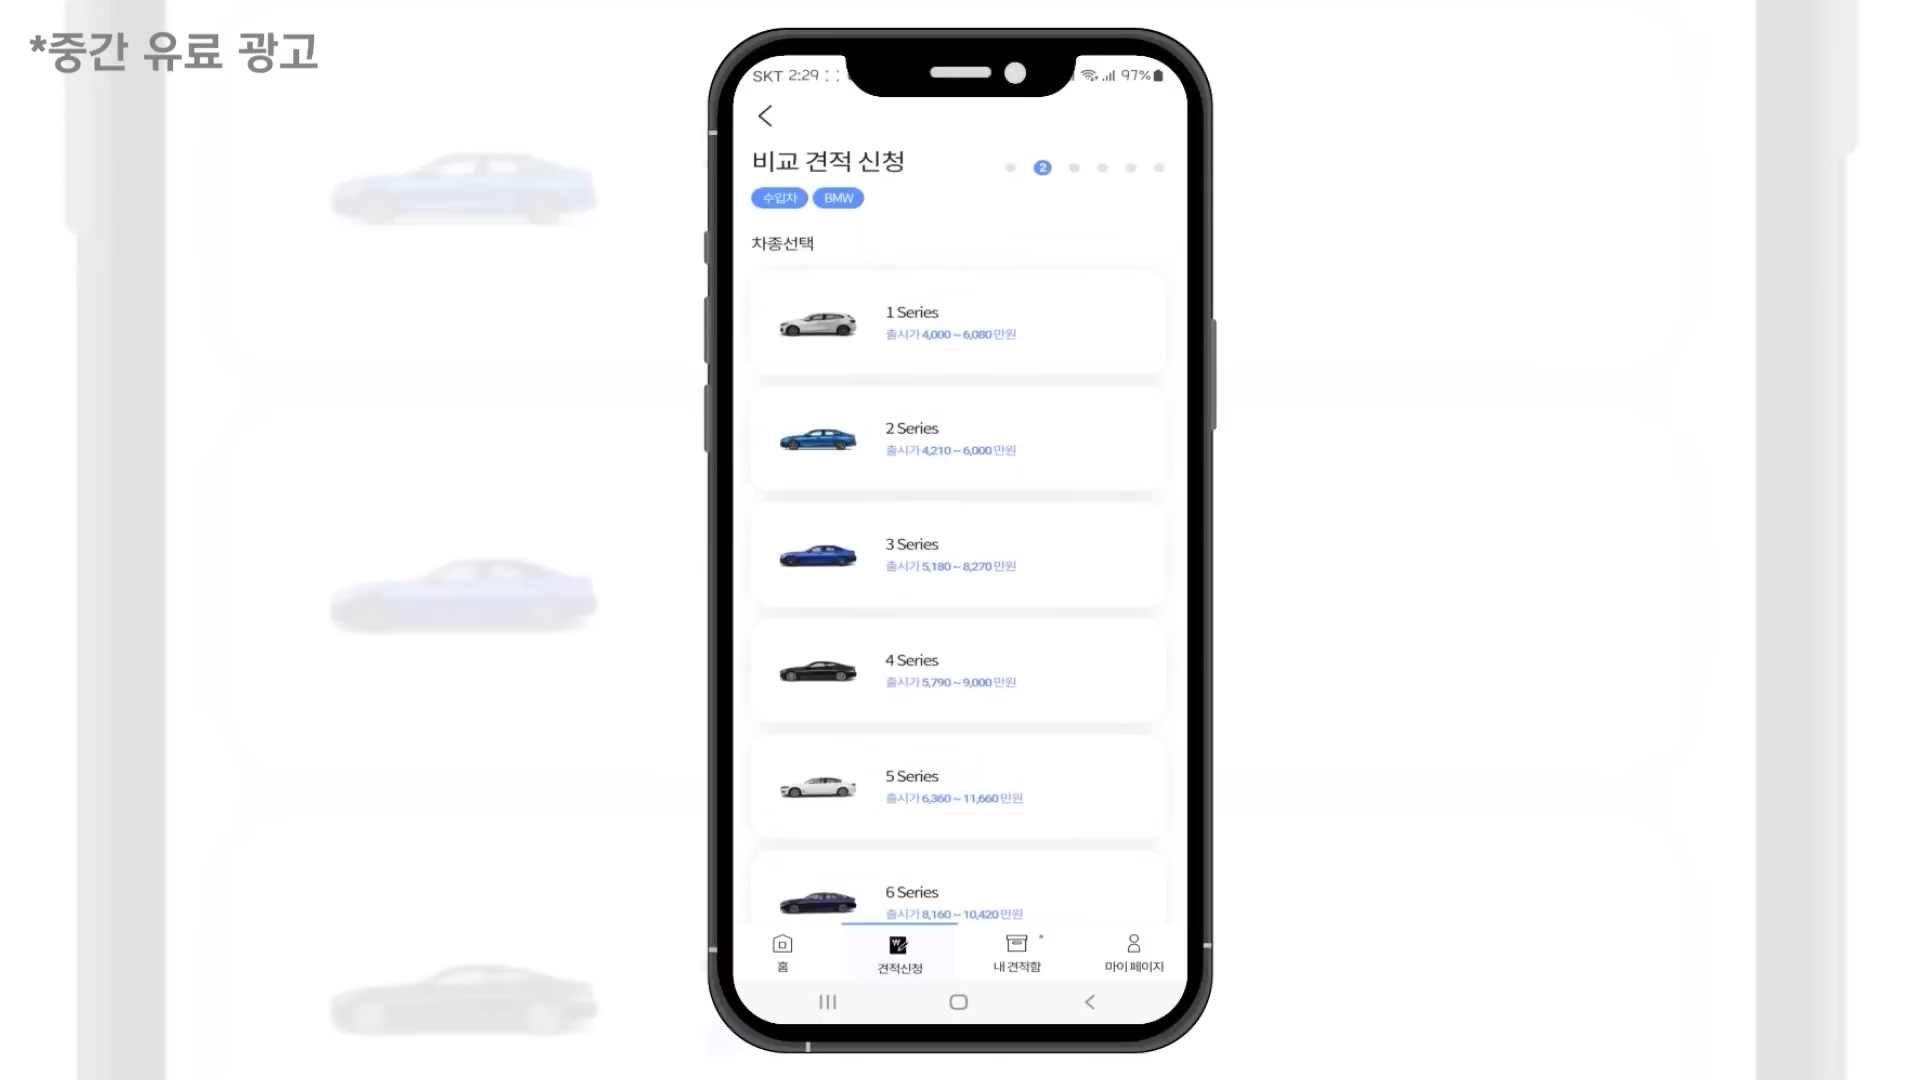 *중간 유료 광고
SKT 2:29
97%
비교 견적 신청
2
수입차 BMW
차종선택
1 Series
출시가 4,000 ~ 6,080 만원
2 Series
출시가 4,210 ~ 6,000 만원
3 Series
출시가 5,180 ~ 8,270 만원
4 Series
출시가 5,790 ~ 9,000 만원
5 Series
출시가 6,360 ~ 11,660 만원
6 Series
출시가 8,160 ~ 10,420 만원
홈 견적신청 내 견적함 마이 페이지